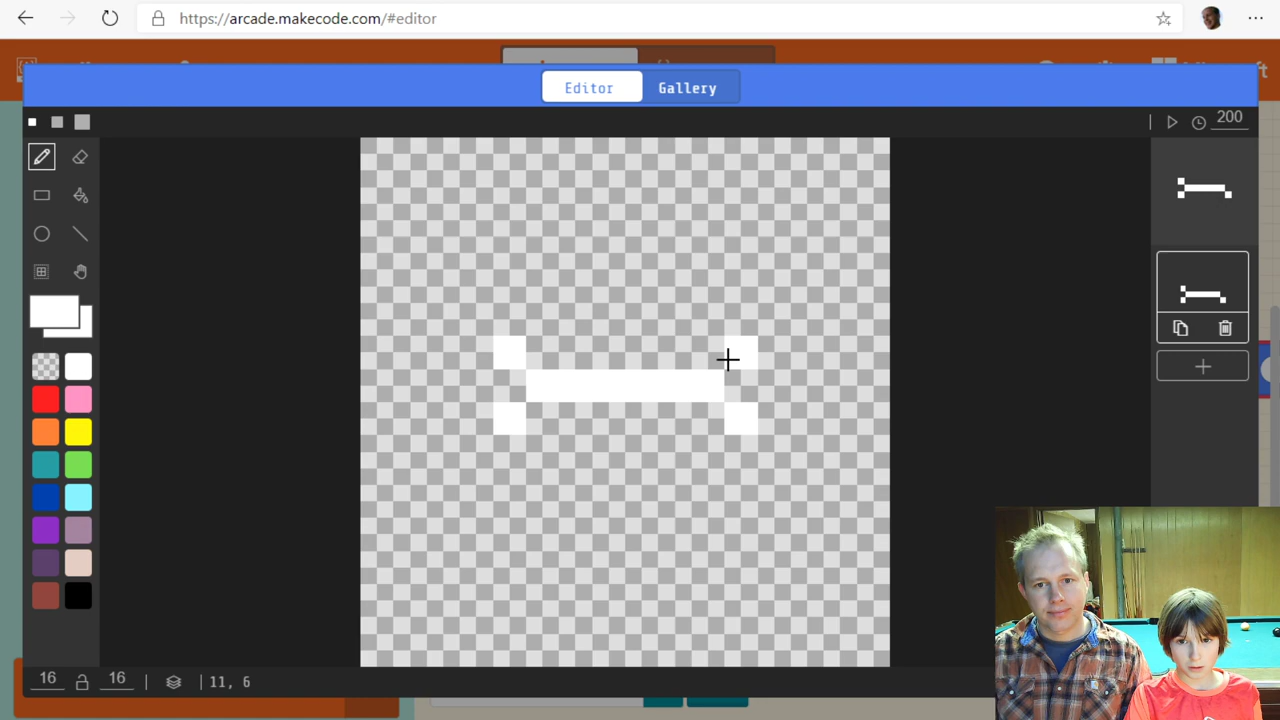 https://arcade.makecode.com/#editor
Editor
Gallery
200
16
16
11, 6